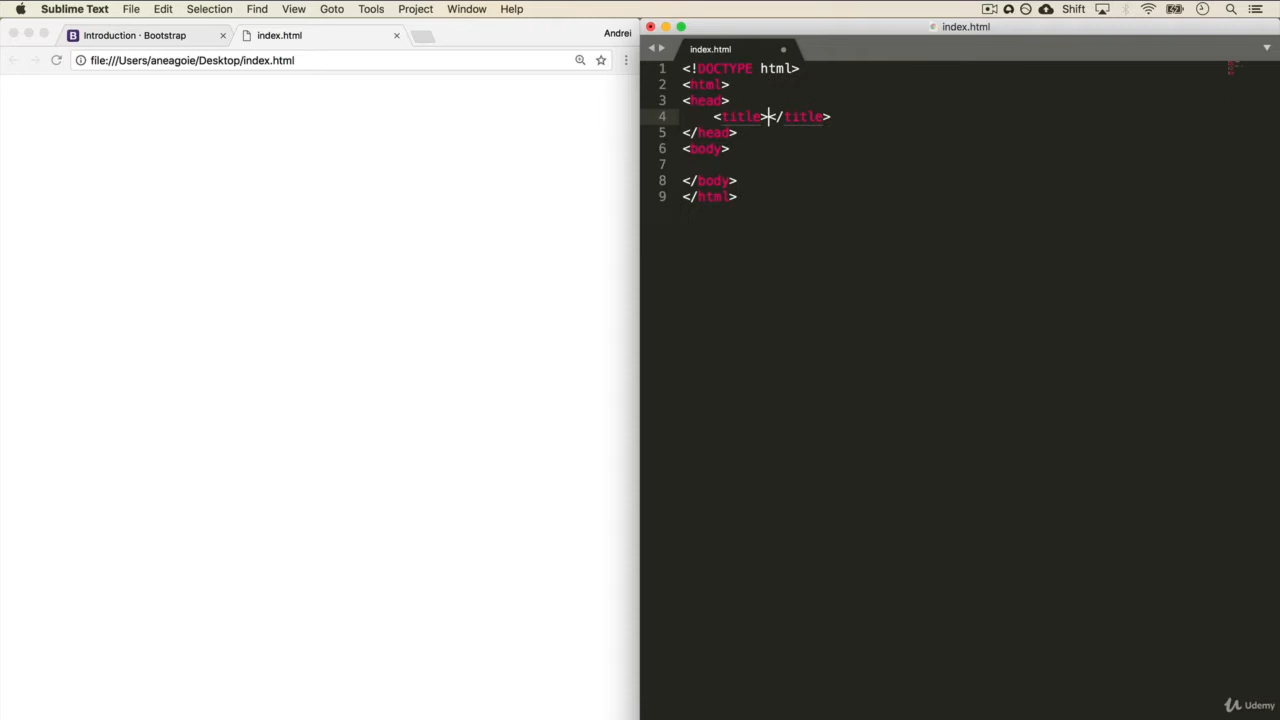 Sublime Text File Edit Selection Find View Goto Tools Project Window Help Shift
Introduction · Bootstrap × index.html × Andrei
file:///Users/aneagoie/Desktop/index.html
index.html
index.html
1 <!DOCTYPE html>
2 <html>
3 <head>
4 <title></title>
5 </head>
6 <body>
7
8 </body>
9 </html>
Udemy